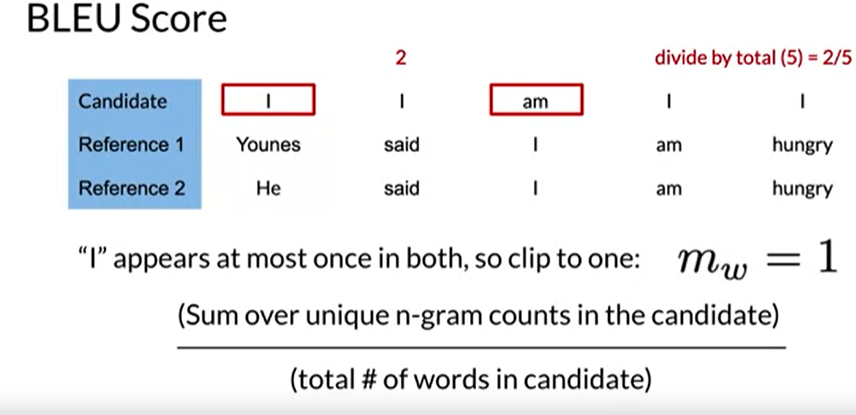 BLEU Score
2 divide by total (5) = 2/5
Candidate I I am I I
Reference 1 Younes said I am hungry
Reference 2 He said I am hungry
“I” appears at most once in both, so clip to one: m_w = 1
(Sum over unique n-gram counts in the candidate)
(total # of words in candidate)